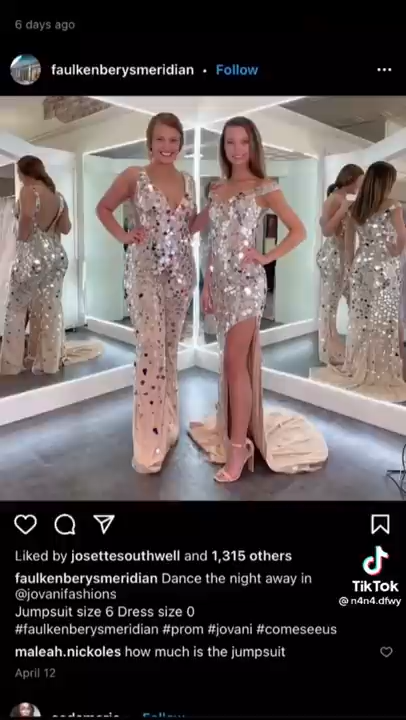 6 days ago
faulkenberysmeridian • Follow
Liked by josettesouthwell and 1,315 others
faulkenberysmeridian Dance the night away in
@jovanifashions
Jumpsuit size 6 Dress size 0
#faulkenberysmeridian #prom #jovani #comeseeus
maleah.nickoles how much is the jumpsuit
April 12
TikTok
@n4n4.dfwy
Follow